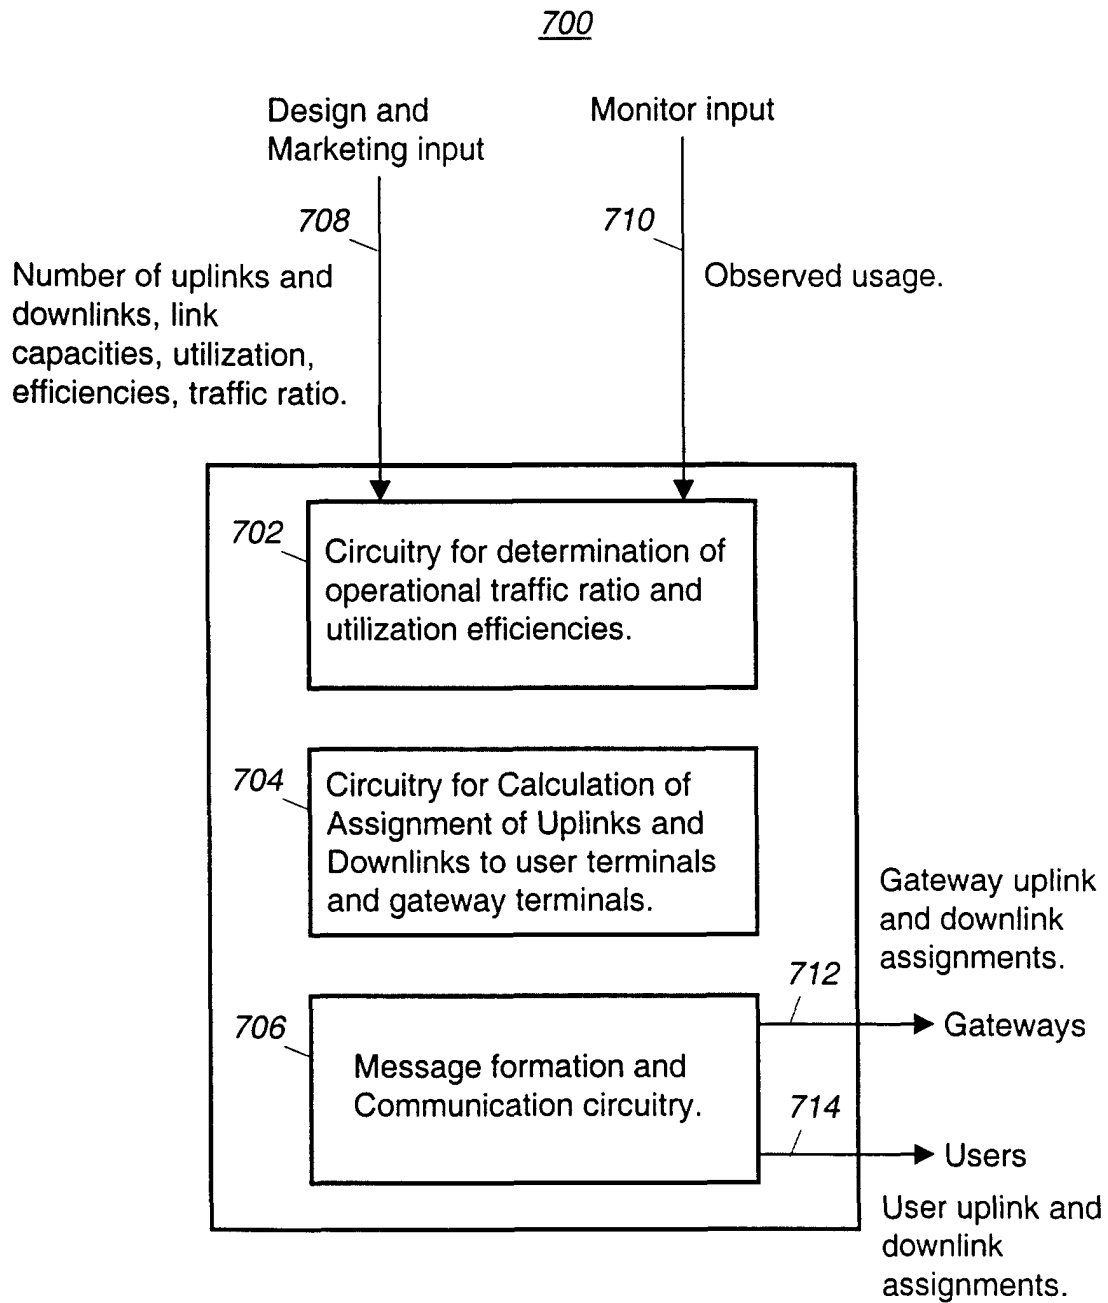 700
Design and
Marketing input
Monitor input
708
710
Number of uplinks and
downlinks, link
capacities, utilization,
efficiencies, traffic ratio.
Observed usage.
702
Circuitry for determination of
operational traffic ratio and
utilization efficiencies.
704
Circuitry for Calculation of
Assignment of Uplinks and
Downlinks to user terminals
and gateway terminals.
Gateway uplink
and downlink
assignments.
712
Gateways
706
Message formation and
Communication circuitry.
714
Users
User uplink and
downlink
assignments.